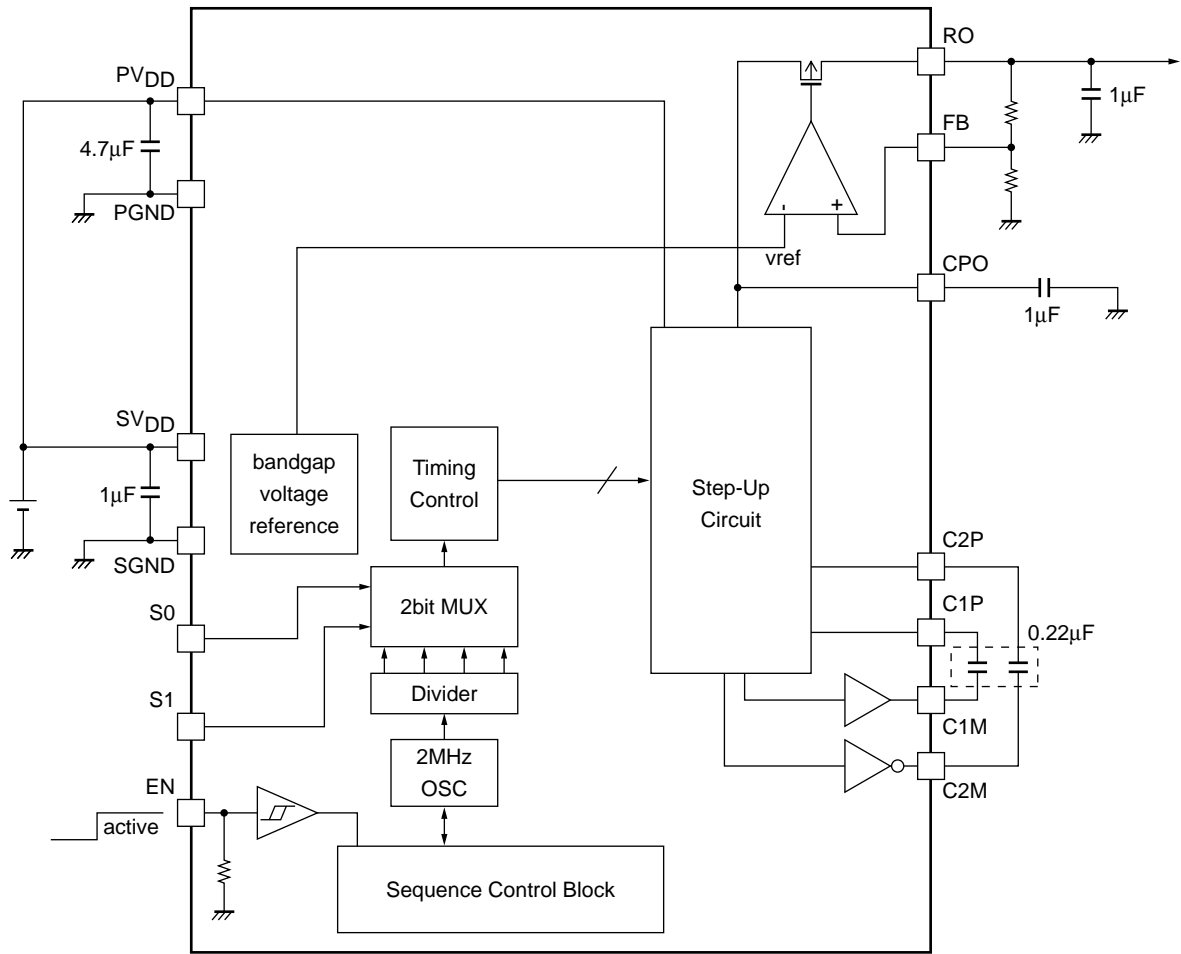 RO
PVDD
1μF
FB
4.7μF
PGND
- +
vref
CPO
1μF
SVDD
bandgap
voltage
reference
Timing
Control
Step-Up
Circuit
1μF
SGND
C2P
S0
2bit MUX
C1P
0.22μF
S1
Divider
C1M
2MHz
OSC
EN
C2M
active
Sequence Control Block